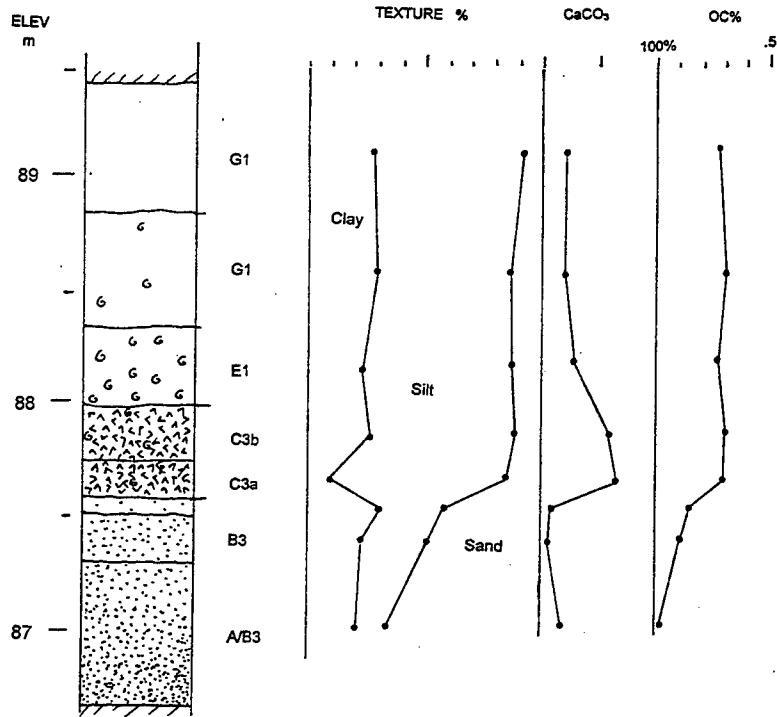 ELEV
m
TEXTURE %
CaCO₃
OC%
100%
.5
89
G1
Clay
G1
E1
Silt
88
C3b
C3a
B3
Sand
87
A/B3